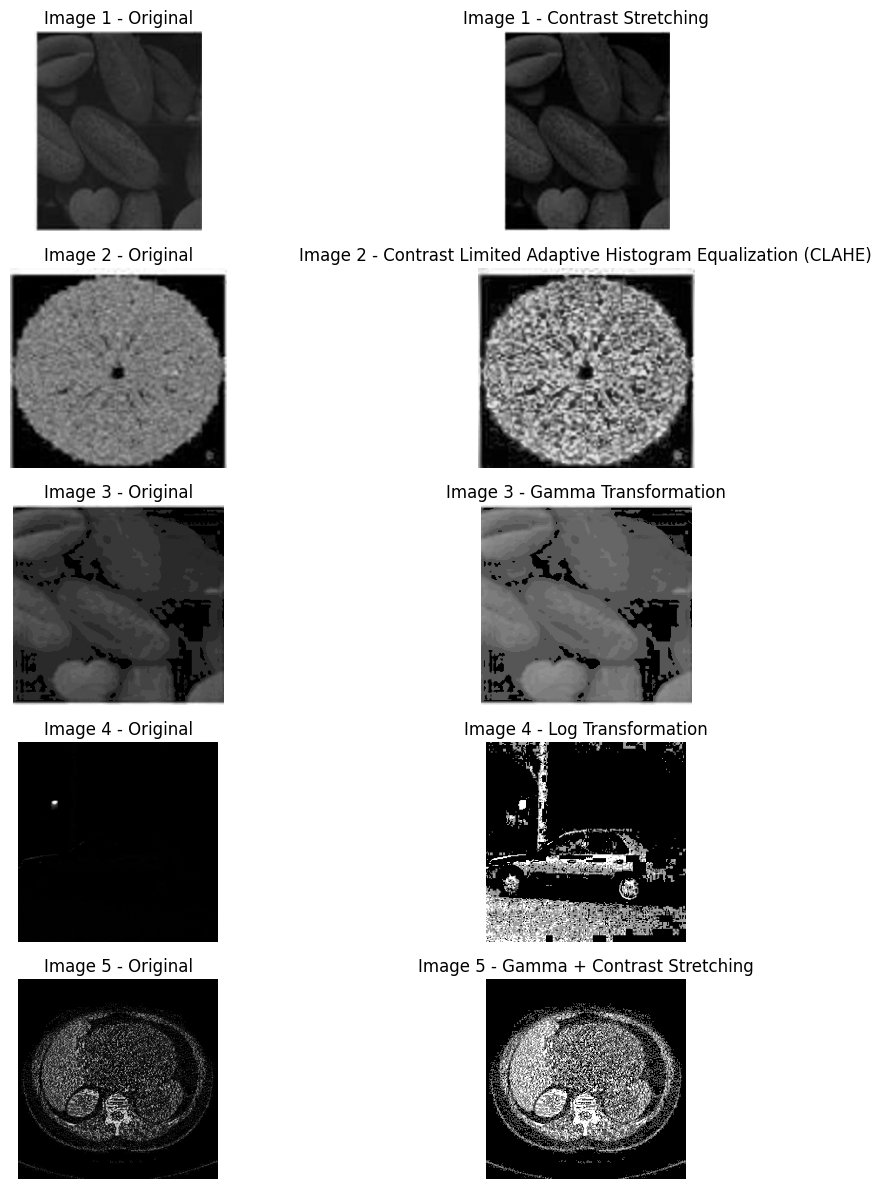 Image 1 - Original
Image 1 - Contrast Stretching
Image 2 - Original
Image 2 - Contrast Limited Adaptive Histogram Equalization (CLAHE)
Image 3 - Original
Image 3 - Gamma Transformation
Image 4 - Original
Image 4 - Log Transformation
Image 5 - Original
Image 5 - Gamma + Contrast Stretching